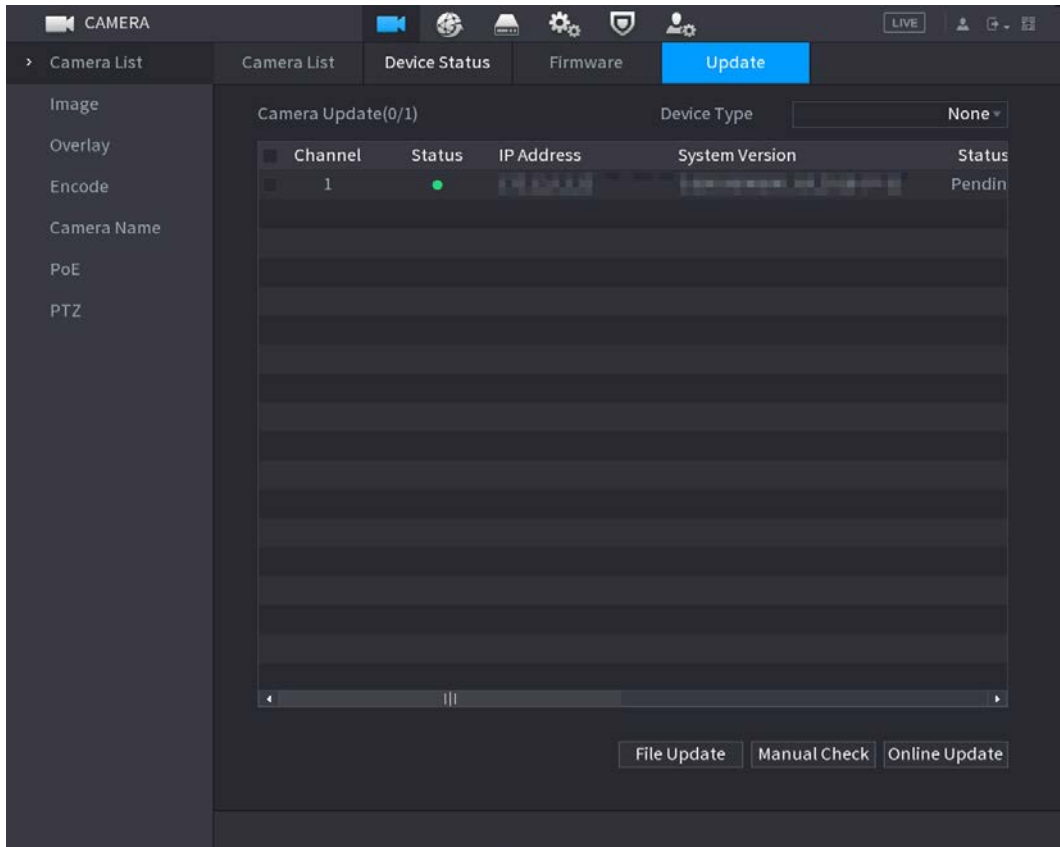 CAMERA LIVE
Camera List Camera List Device Status Firmware Update
Image
Overlay
Encode
Camera Name
PoE
PTZ
Camera Update(0/1) Device Type None
Channel Status IP Address System Version Status
1 Pendin
File Update Manual Check Online Update